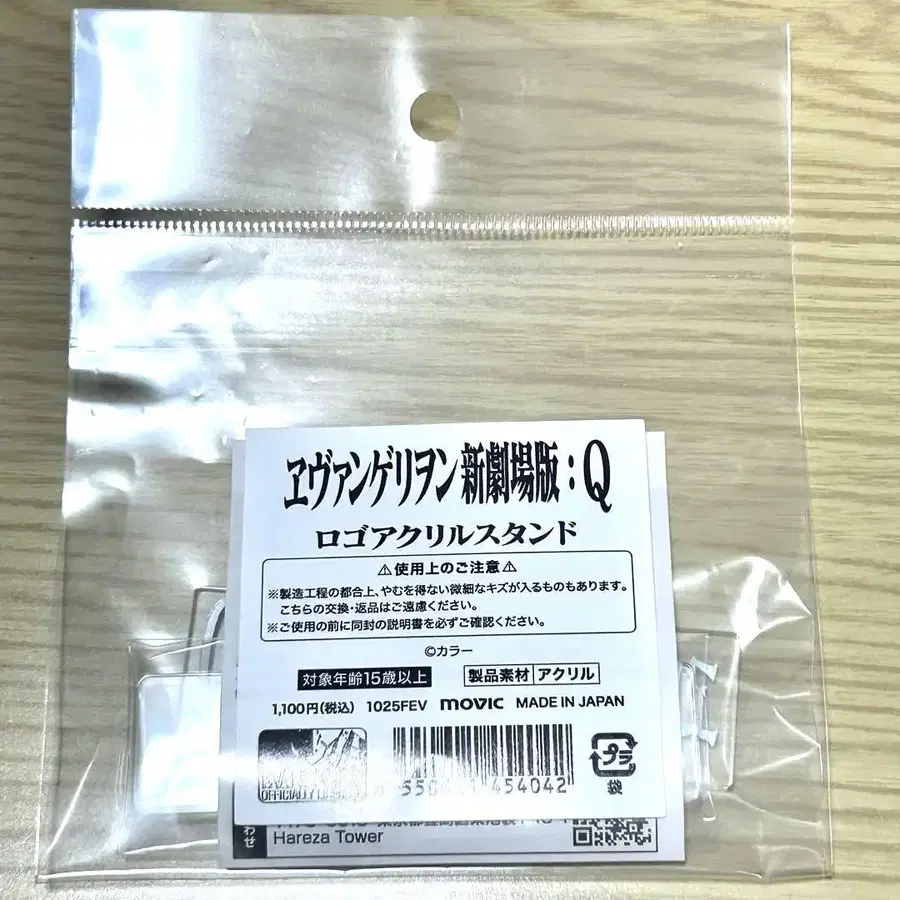 ヱヴァンゲリヲン新劇場版：Q
ロゴアクリルスタンド
⚠使用上のご注意⚠
※製造工程の都合上、やむを得ない微細なキズが入るものもあります。
こちらの交換・返品はご遠慮ください。
※ご使用の前に同封の説明書を必ずご確認ください。
©カラー
対象年齢15歳以上 製品素材 アクリル
1,100円(税込) 1025FEV movic MADE IN JAPAN
454042
プラ
袋
OFFICIALLY
わせ
Hareza Tower